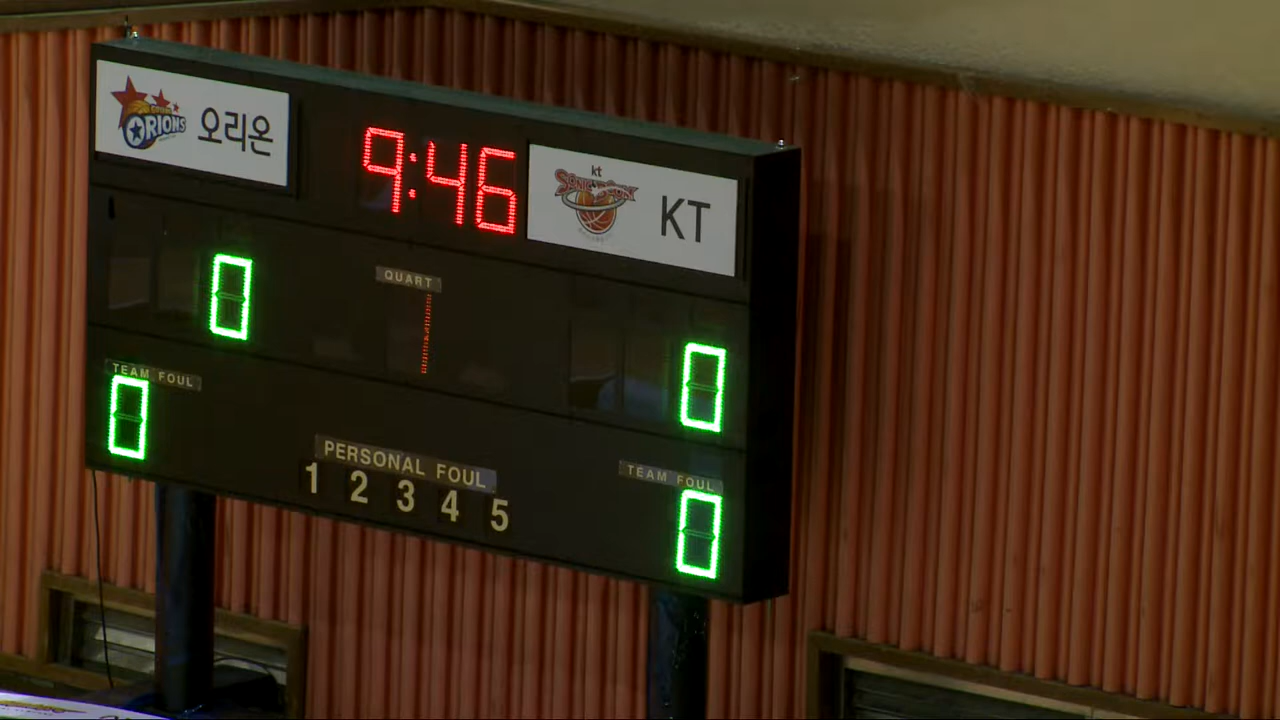 ORIONS
오리온
9:46
kt
SONICBOOM
KT
0
QUART
1
0
TEAM FOUL
0
PERSONAL FOUL
1 2 3 4 5
TEAM FOUL
0